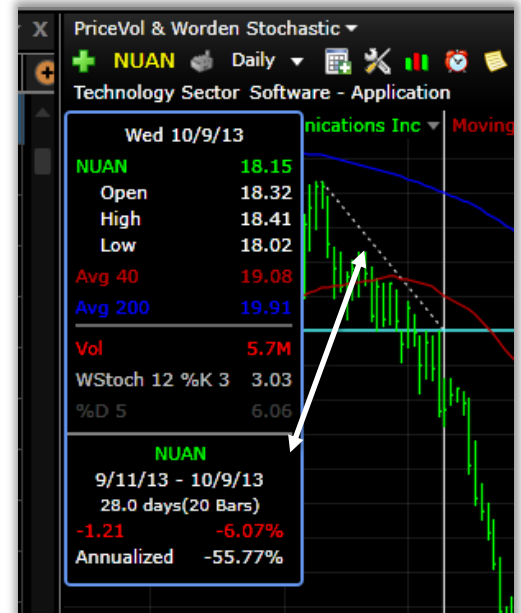 X PriceVol & Worden Stochastic
NUAN Daily
Technology Sector Software - Application
nications Inc Moving
Wed 10/9/13
NUAN 18.15
Open 18.32
High 18.41
Low 18.02
Avg 40 19.08
Avg 200 19.91
Vol 5.7M
WStoch 12 %K 3 3.03
%D 5 6.06
NUAN
9/11/13 - 10/9/13
28.0 days(20 Bars)
-1.21 -6.07%
Annualized -55.77%